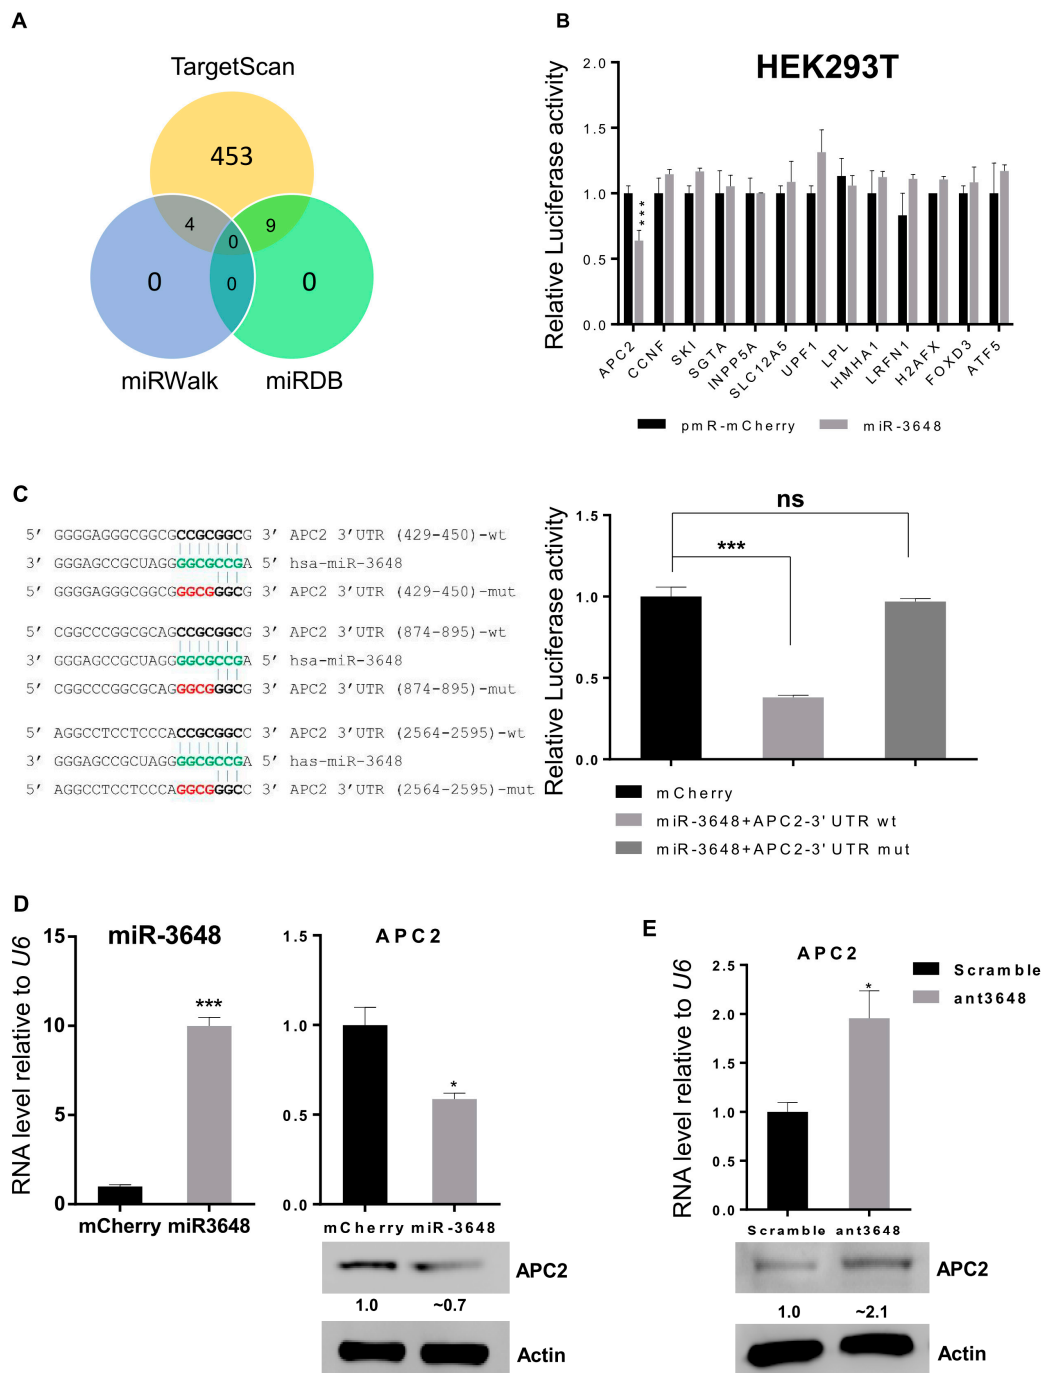 A
TargetScan
453
4
0
9
0
0
0
miRWalk
miRDB
B
HEK293T
Relative Luciferase activity
2.0
1.5
1.0
0.5
0.0
***
APC2
CCNF
SKI
SGTA
INPP5A
SLC12A5
UPF1
LPL
HMHA1
LRFN1
H2AFX
FOXD3
ATF5
pmR-mCherry
miR-3648
C
5′ GGGGAGGGCGGCGCCGCGGCG 3′ APC2 3′UTR (429-450)-wt
3′ GGGAGCCGCUAGGGGCGCCGA 5′ hsa-miR-3648
5′ GGGGAGGGCGGCGGGCGGGCG 3′ APC2 3′UTR (429-450)-mut
5′ CGGCCCGGCGCAGCCGCGGCG 3′ APC2 3′UTR (874-895)-wt
3′ GGGAGCCGCUAGGGGCGCCGA 5′ hsa-miR-3648
5′ CGGCCCGGCGCAGGGCGGGCG 3′ APC2 3′UTR (874-895)-mut
5′ AGGCCTCCTCCCACCGCGGCC 3′ APC2 3′UTR (2564-2595)-wt
3′ GGGAGCCGCUAGGGGCGCCGA 5′ has-miR-3648
5′ AGGCCTCCTCCCAGGCGGGCC 3′ APC2 3′UTR (2564-2595)-mut
Relative Luciferase activity
1.5
1.0
0.5
0.0
ns
***
mCherry
miR-3648+APC2-3' UTR wt
miR-3648+APC2-3' UTR mut
D
RNA level relative to U6
miR-3648
15
10
5
0
***
mCherry miR3648
APC2
1.5
1.0
0.5
0.0
*
mCherry miR-3648
APC2
1.0 ~0.7
Actin
E
RNA level relative to U6
APC2
2.5
2.0
1.5
1.0
0.5
0.0
*
Scramble
ant3648
Scramble ant3648
APC2
1.0 ~2.1
Actin